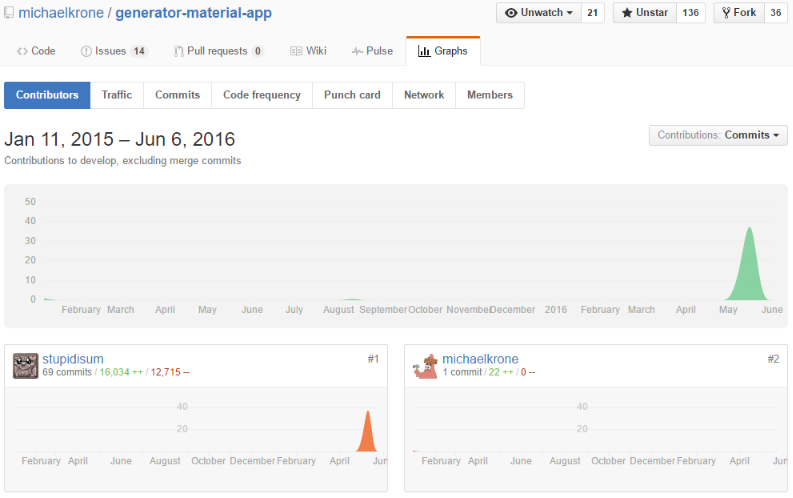 michaelkrone / generator-material-app
Unwatch 21 Unstar 136 Fork 36
Code Issues 14 Pull requests 0 Wiki Pulse Graphs
Contributors Traffic Commits Code frequency Punch card Network Members
Jan 11, 2015 – Jun 6, 2016
Contributions: Commits
Contributions to develop, excluding merge commits
50
40
30
20
10
0
February March April May June July August September October November December 2016 February March April May June
stupidisum #1
69 commits / 16,034 ++ / 12,715 --
40
20
February April June August October December February April Jun
michaelkrone #2
1 commit / 22 ++ / 0 --
40
20
February April June August October December February April Jun